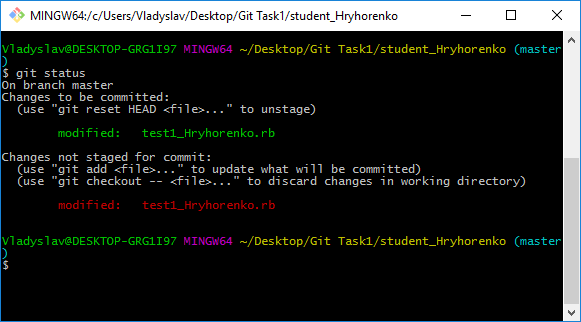 MINGW64:/c/Users/Vladyslav/Desktop/Git Task1/student_Hryhorenko
Vladyslav@DESKTOP-GRG1I97 MINGW64 ~/Desktop/Git Task1/student_Hryhorenko (master
)
$ git status
On branch master
Changes to be committed:
  (use "git reset HEAD <file>..." to unstage)
        modified:   test1_Hryhorenko.rb
Changes not staged for commit:
  (use "git add <file>..." to update what will be committed)
  (use "git checkout -- <file>..." to discard changes in working directory)
        modified:   test1_Hryhorenko.rb
Vladyslav@DESKTOP-GRG1I97 MINGW64 ~/Desktop/Git Task1/student_Hryhorenko (master
)
$